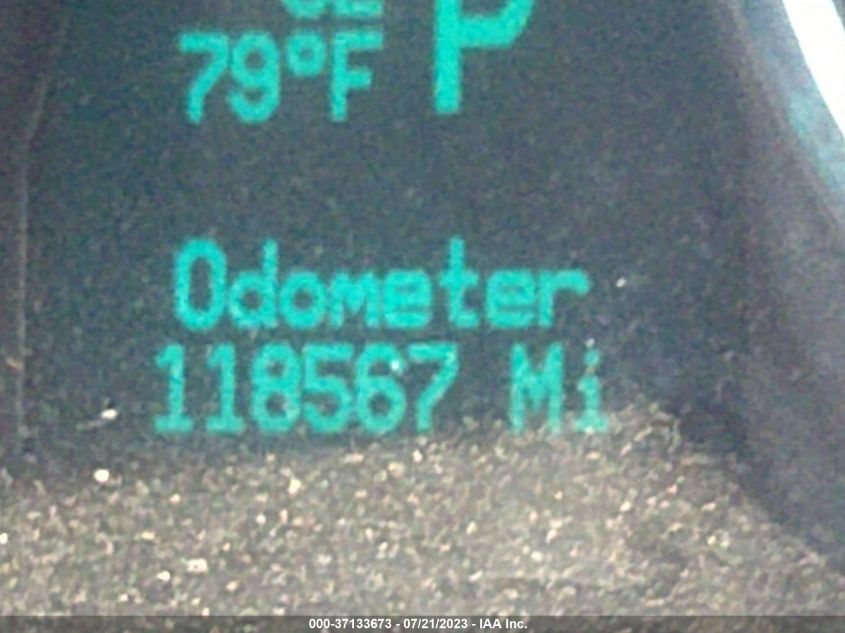 P
79°F
Odometer
118567 Mi
000-37133673 - 07/21/2023 - IAA Inc.